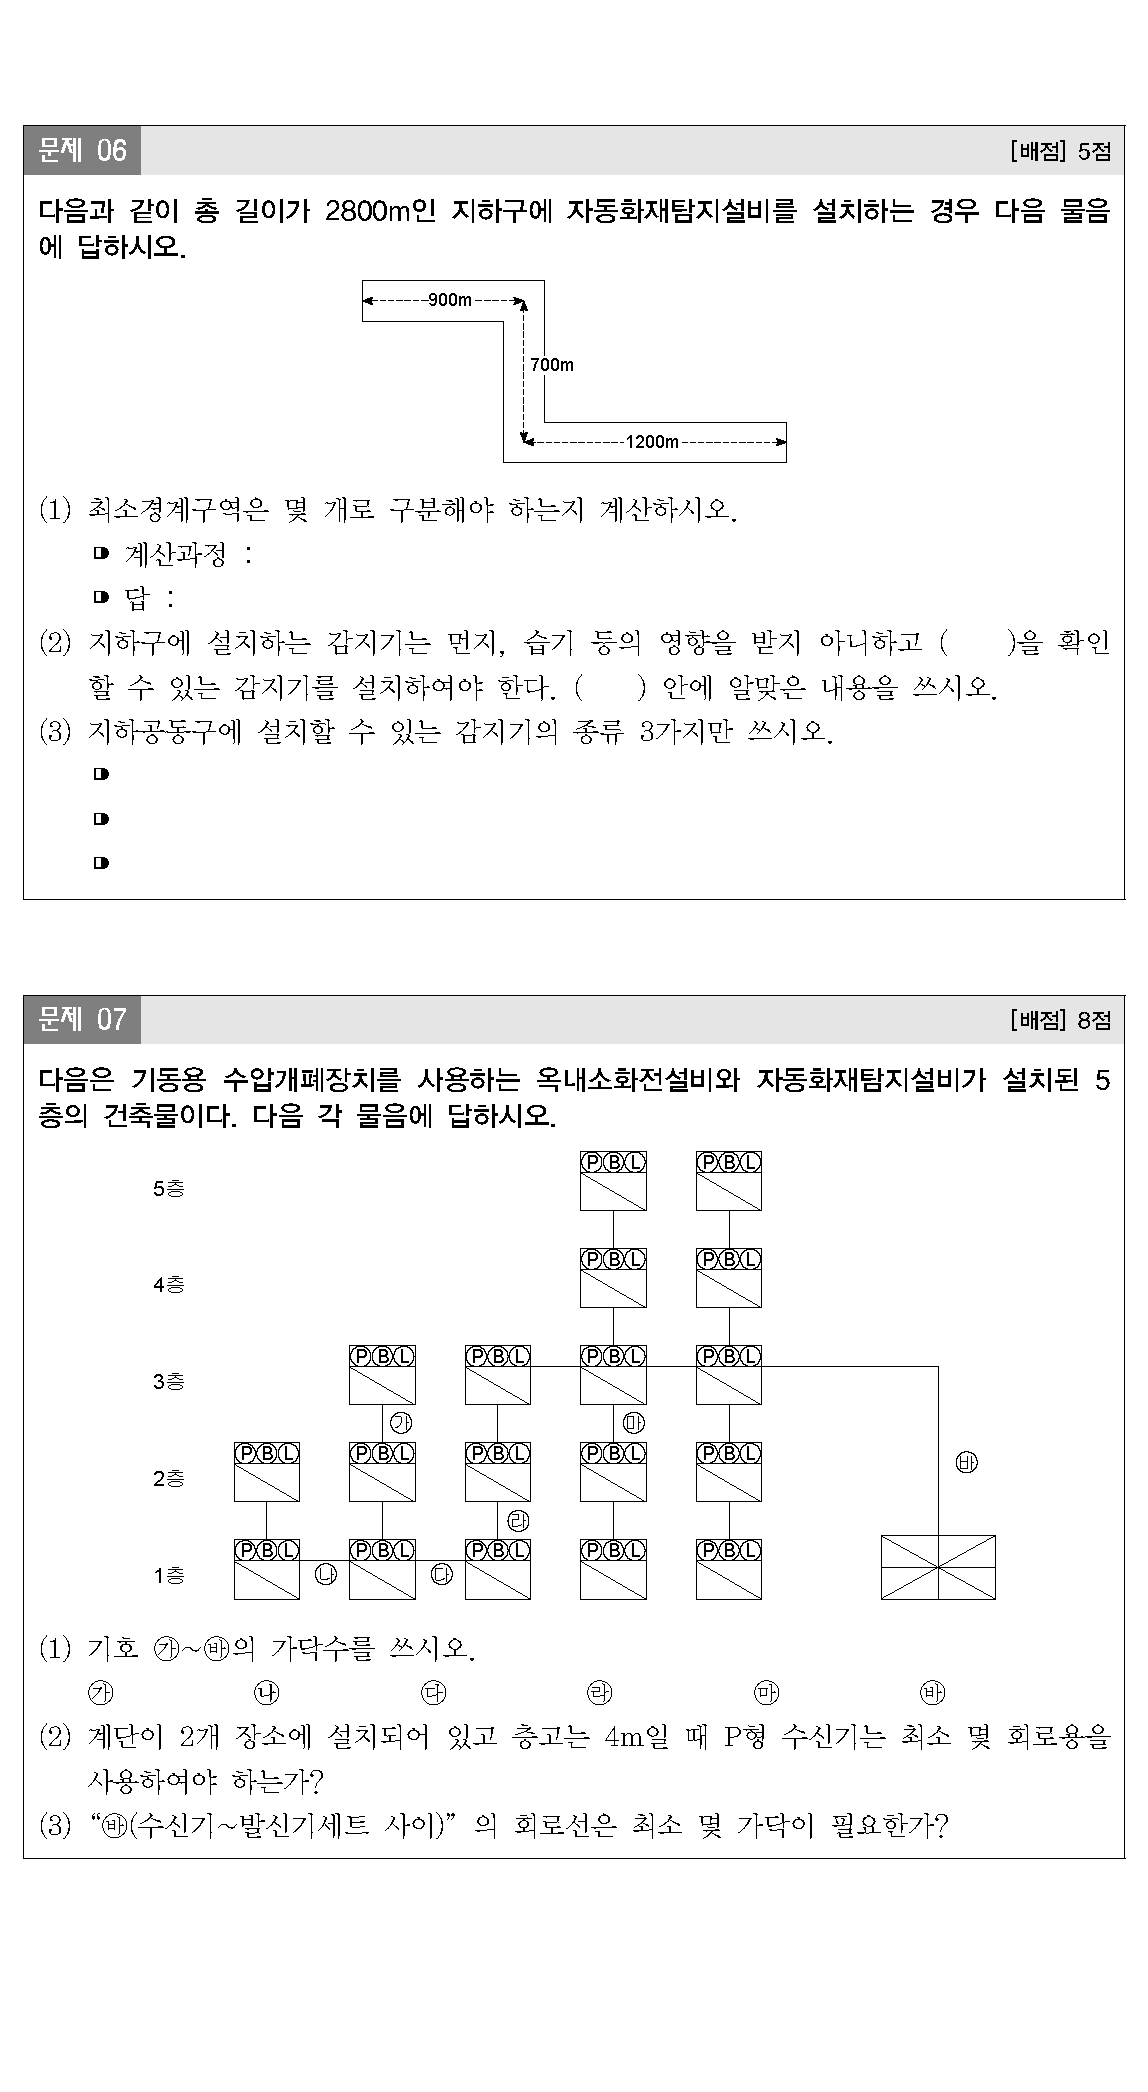 문제 06 [배점] 5점
다음과 같이 총 길이가 2800m인 지하구에 자동화재탐지설비를 설치하는 경우 다음 물음
에 답하시오.
900m
700m
1200m
(1) 최소경계구역은 몇 개로 구분해야 하는지 계산하시오.
계산과정 :
답 :
(2) 지하구에 설치하는 감지기는 먼지, 습기 등의 영향을 받지 아니하고 (    )을 확인
할 수 있는 감지기를 설치하여야 한다. (    ) 안에 알맞은 내용을 쓰시오.
(3) 지하공동구에 설치할 수 있는 감지기의 종류 3가지만 쓰시오.
문제 07 [배점] 8점
다음은 기동용 수압개폐장치를 사용하는 옥내소화전설비와 자동화재탐지설비가 설치된 5
층의 건축물이다. 다음 각 물음에 답하시오.
5층 ⓅⒷⓁ ⓅⒷⓁ
4층 ⓅⒷⓁ ⓅⒷⓁ
3층 ⓅⒷⓁ ⓅⒷⓁ ⓅⒷⓁ ⓅⒷⓁ
㉮ ㉲
㉳
2층 ⓅⒷⓁ ⓅⒷⓁ ⓅⒷⓁ ⓅⒷⓁ ⓅⒷⓁ
㉱
1층 ⓅⒷⓁ ⓅⒷⓁ ⓅⒷⓁ ⓅⒷⓁ ⓅⒷⓁ
㉯ ㉰
(1) 기호 ㉮~㉳의 가닥수를 쓰시오.
㉮ ㉯ ㉰ ㉱ ㉲ ㉳
(2) 계단이 2개 장소에 설치되어 있고 층고는 4m일 때 P형 수신기는 최소 몇 회로용을
사용하여야 하는가?
(3) “㉳(수신기~발신기세트 사이)” 의 회로선은 최소 몇 가닥이 필요한가?